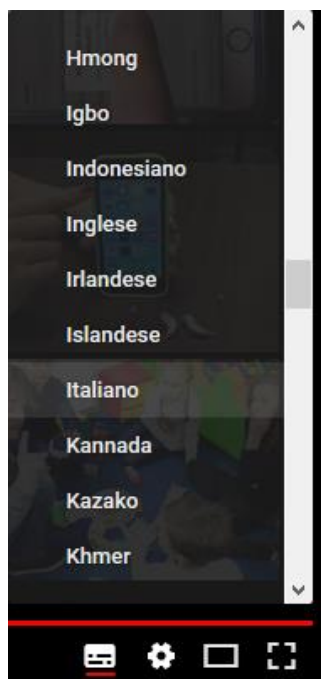 Hmong
Igbo
Indonesiano
Inglese
Irlandese
Islandese
Italiano
Kannada
Kazako
Khmer